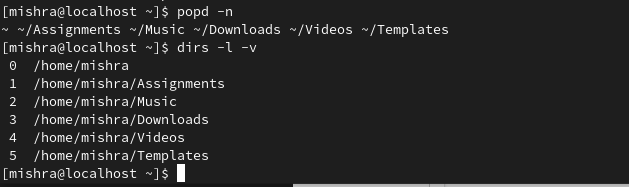 [mishra@localhost ~]$ popd -n
~ ~/Assignments ~/Music ~/Downloads ~/Videos ~/Templates
[mishra@localhost ~]$ dirs -l -v
 0  /home/mishra
 1  /home/mishra/Assignments
 2  /home/mishra/Music
 3  /home/mishra/Downloads
 4  /home/mishra/Videos
 5  /home/mishra/Templates
[mishra@localhost ~]$